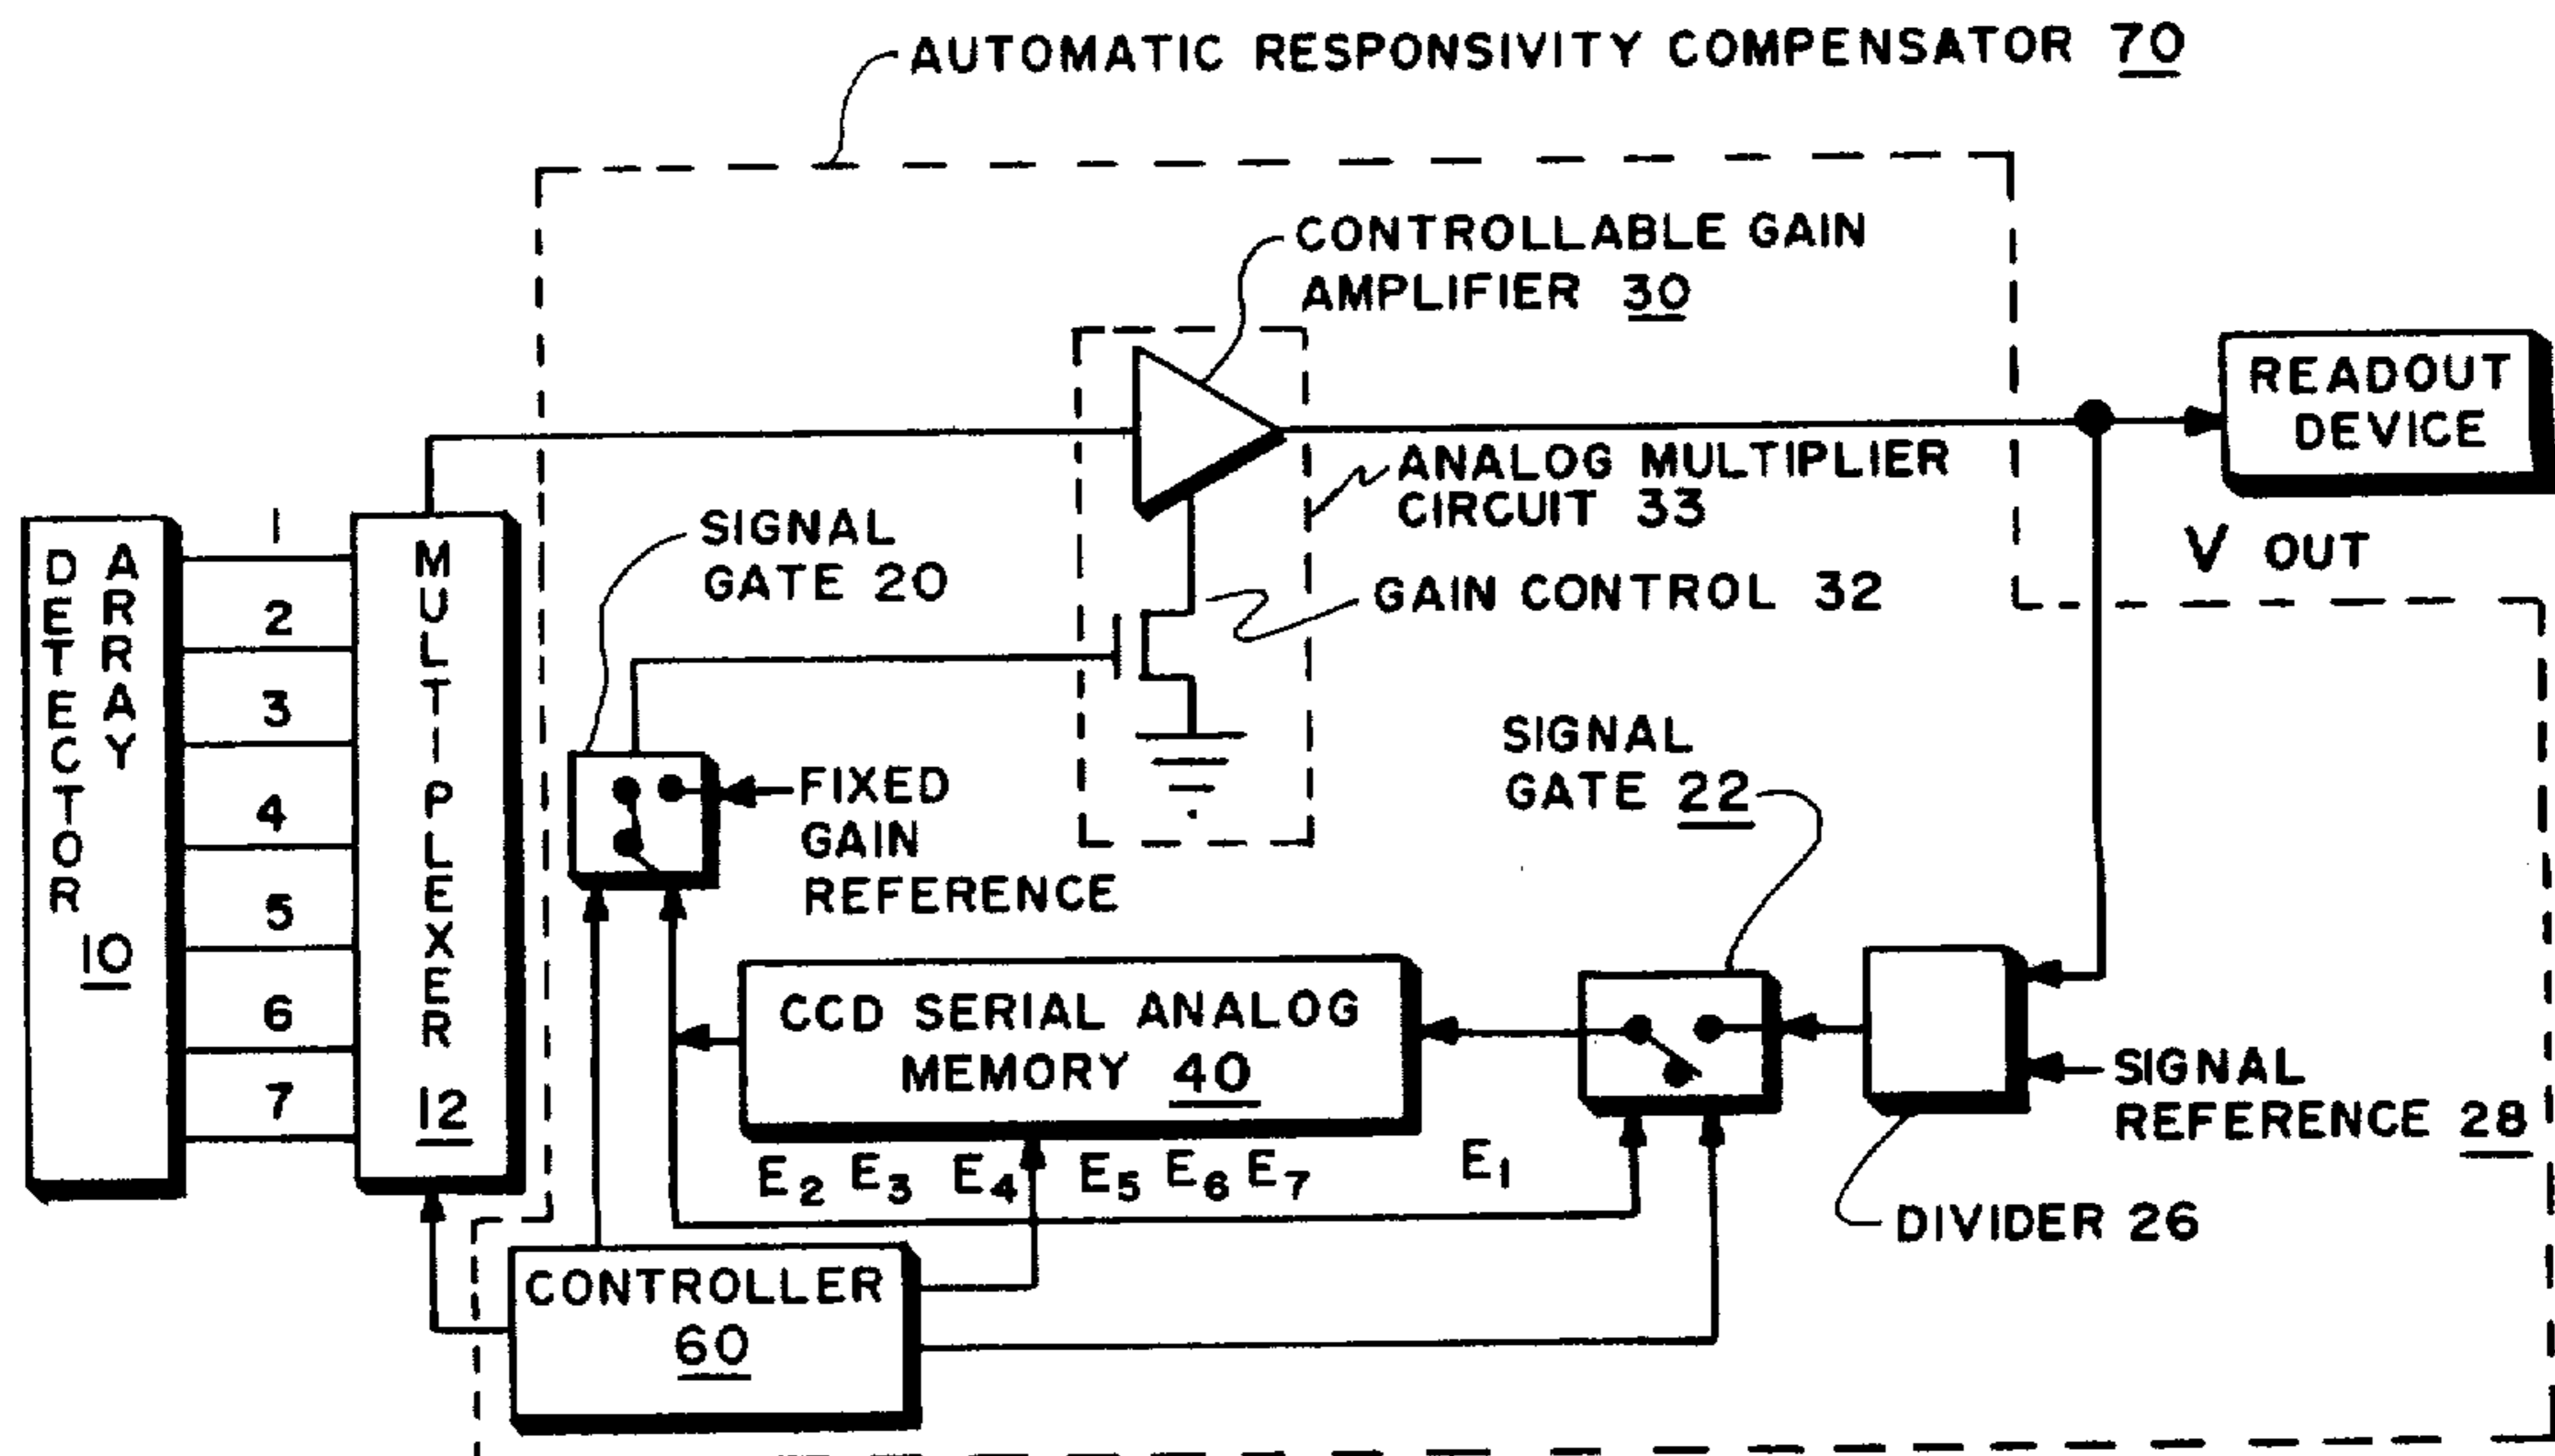 AUTOMATIC RESPONSIVITY COMPENSATOR 70
CONTROLLABLE GAIN
AMPLIFIER 30
READOUT
DEVICE
ANALOG MULTIPLIER
CIRCUIT 33
V OUT
SIGNAL
GATE 20
GAIN CONTROL 32
DETECTOR
ARRAY
10
1
2
3
4
5
6
7
MULTIPLEXER
12
FIXED
GAIN
REFERENCE
SIGNAL
GATE 22
CCD SERIAL ANALOG
MEMORY 40
SIGNAL
REFERENCE 28
E2 E3 E4 E5 E6 E7 E1
DIVIDER 26
CONTROLLER
60